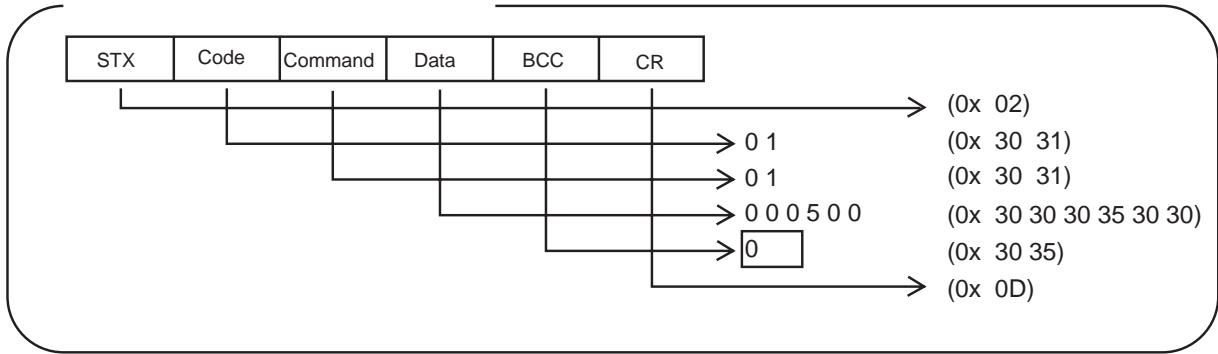 STX Code Command Data BCC CR
(0x 02)
0 1 (0x 30 31)
0 1 (0x 30 31)
0 0 0 5 0 0 (0x 30 30 30 35 30 30)
0 (0x 30 35)
(0x 0D)